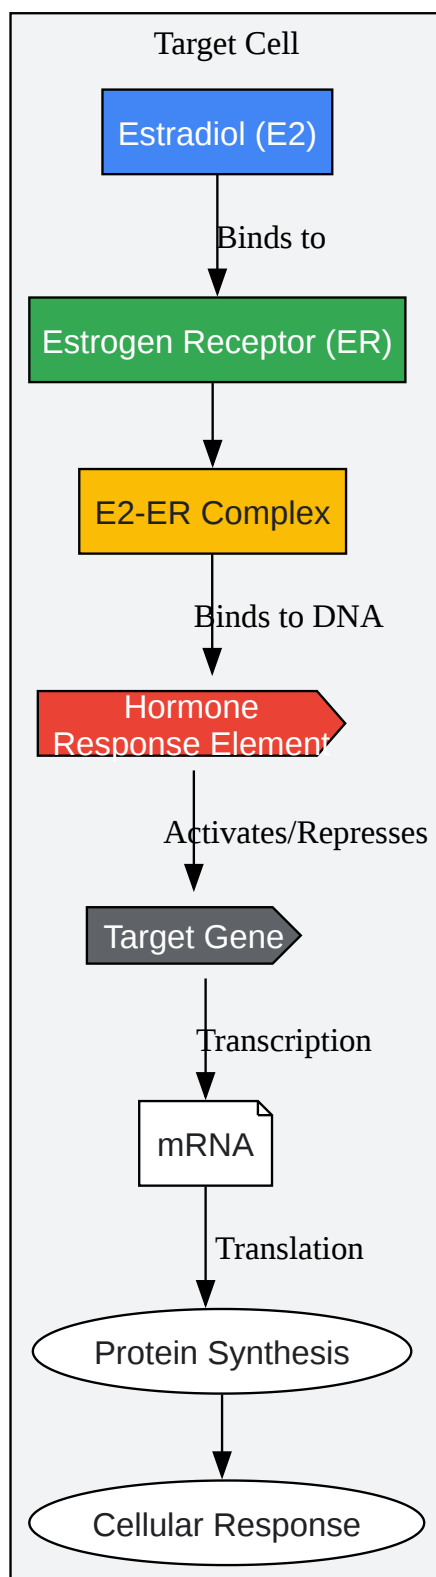 Target Cell
Estradiol (E2)
Binds to
Estrogen Receptor (ER)
E2-ER Complex
Binds to DNA
Hormone
Response Element
Activates/Represses
Target Gene
Transcription
mRNA
Translation
Protein Synthesis
Cellular Response